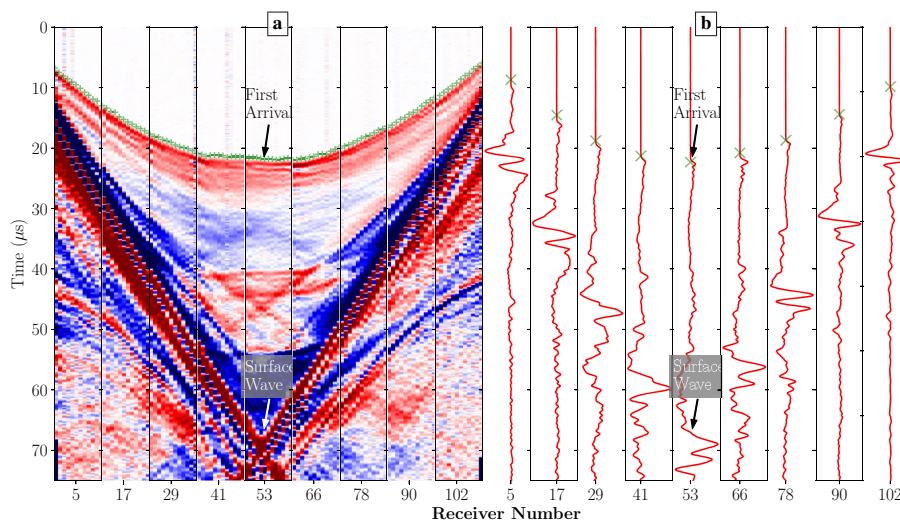 a
b
0
10
20
30
40
50
60
70
Time (μs)
First
Arrival
First
Arrival
Surface
Wave
Surface
Wave
5 17 29 41 53 66 78 90 102
5 17 29 41 53 66 78 90 102
Receiver Number